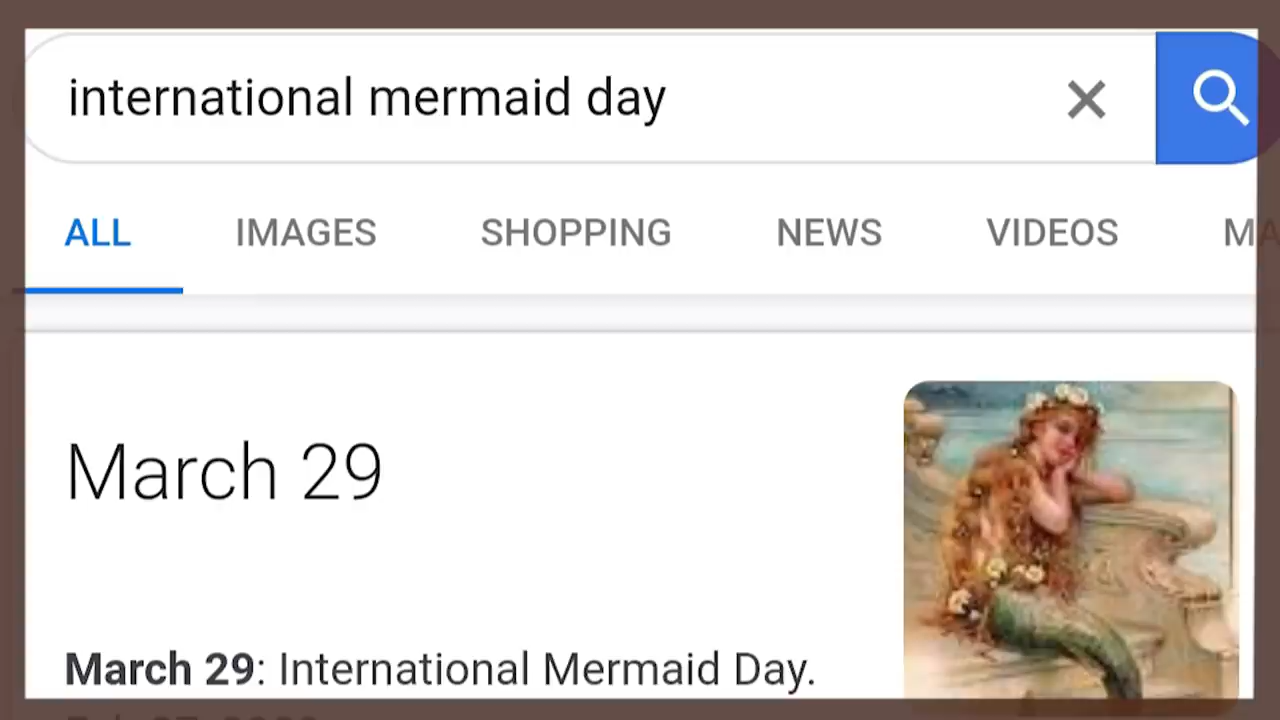 international mermaid day
ALL IMAGES SHOPPING NEWS VIDEOS
March 29
March 29: International Mermaid Day.